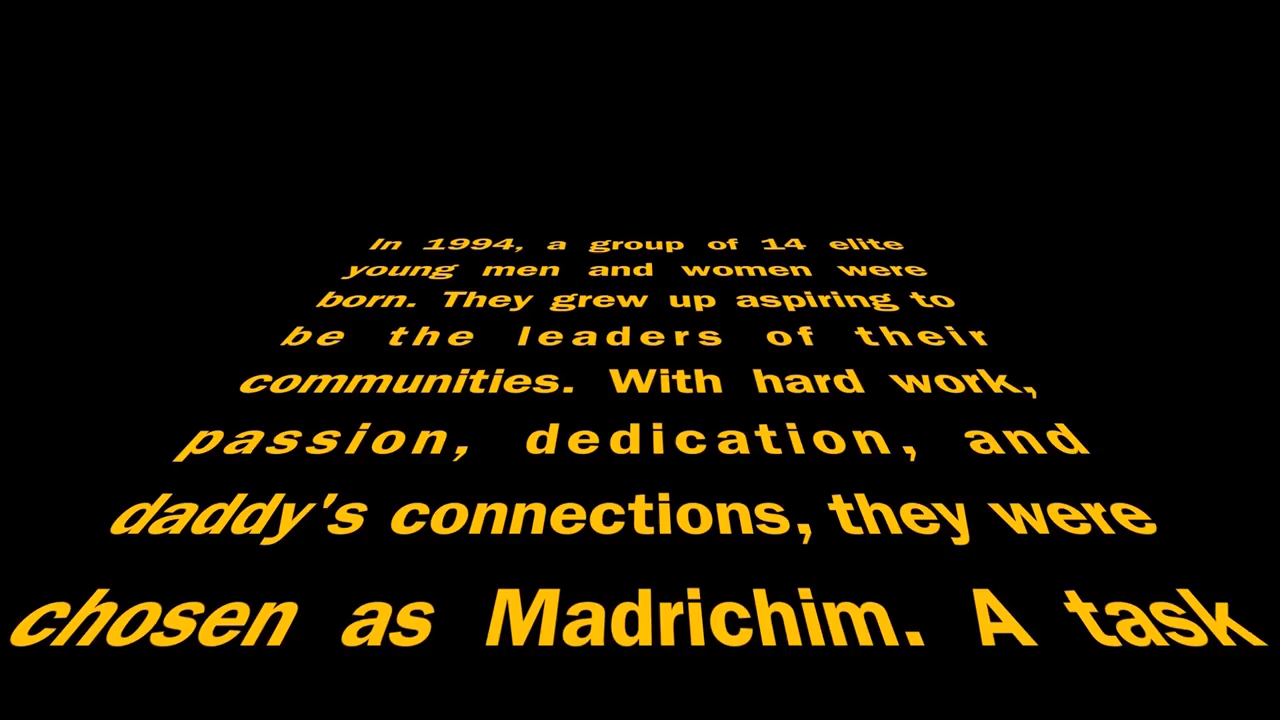 In 1994, a group of 14 elite
young men and women were
born. They grew up aspiring to
be the leaders of their
communities. With hard work,
passion, dedication, and
daddy's connections, they were
chosen as Madrichim. A task